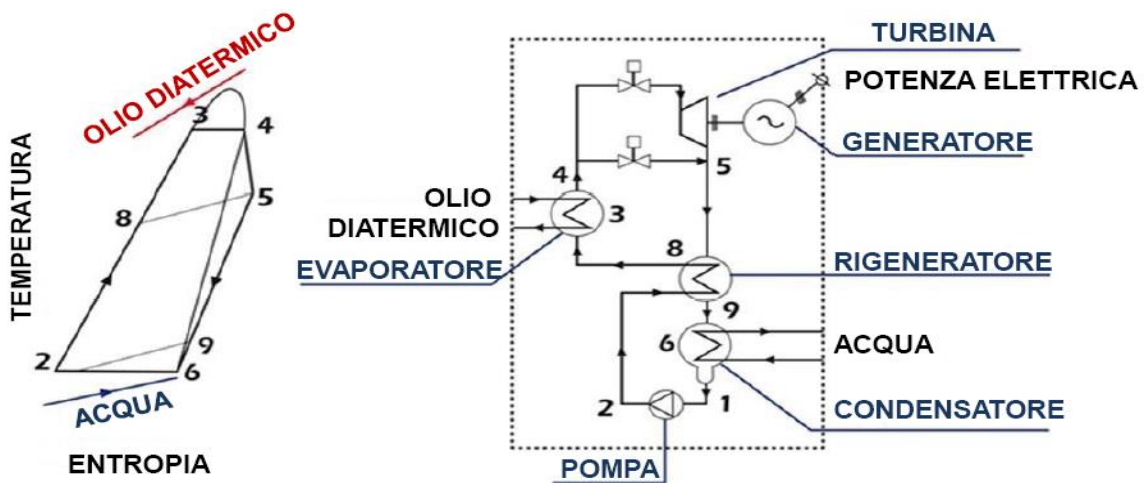 OLIO DIATERMICO
3
4
TEMPERATURA
8
5
2
9
6
ACQUA
ENTROPIA
TURBINA
POTENZA ELETTRICA
GENERATORE
4
5
OLIO
DIATERMICO
3
EVAPORATORE
8
RIGENERATORE
9
6
ACQUA
2
1
CONDENSATORE
POMPA